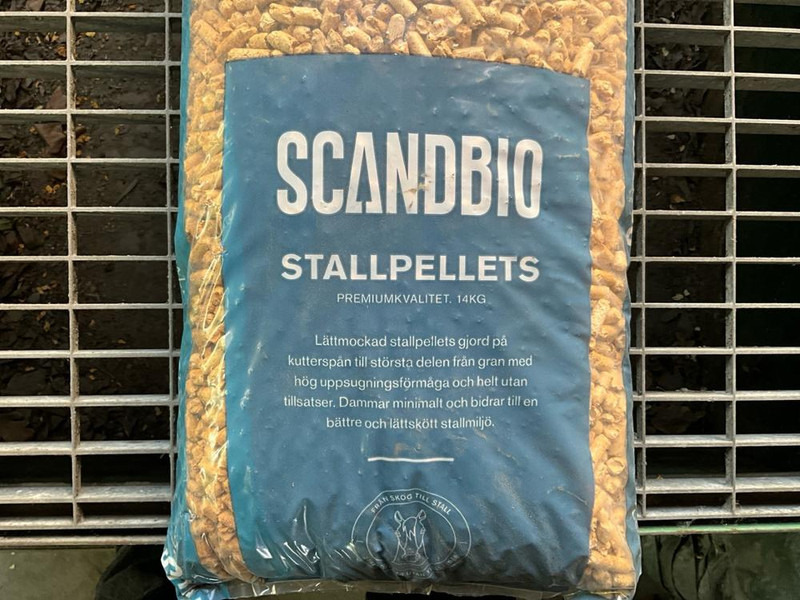 SCANDBIO
STALLPELLETS
PREMIUMKVALITET. 14KG
Lättmockad stallpellets gjord på
kutterspån till största delen från gran med
hög uppsugningsförmåga och helt utan
tillsatser. Dammar minimalt och bidrar till en
bättre och lättskött stallmiljö.
FRÅN SKOG TILL STALL